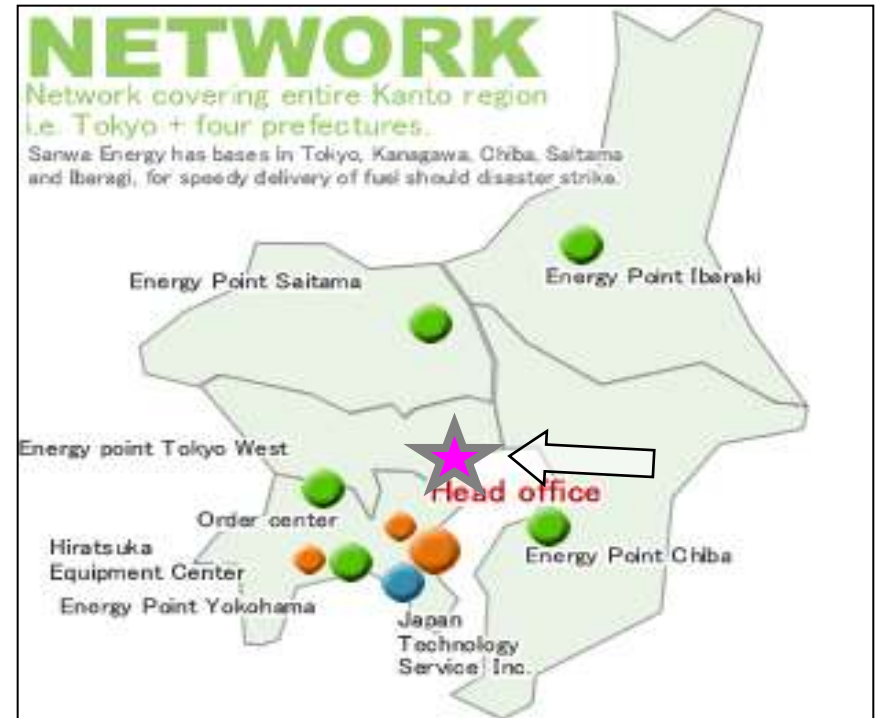 NETWORK
Network covering entire Kanto region
i.e. Tokyo + four prefectures.
Sanwa Energy has bases in Tokyo, Kanagawa, Chiba, Saitama
and Ibaragi, for speedy delivery of fuel should disaster strike.
Energy Point Saitama
Energy Point Ibaraki
Energy point Tokyo West
Head office
Order center
Energy Point Chiba
Hiratsuka
Equipment Center
Energy Point Yokohama
Japan
Technology
Service Inc.